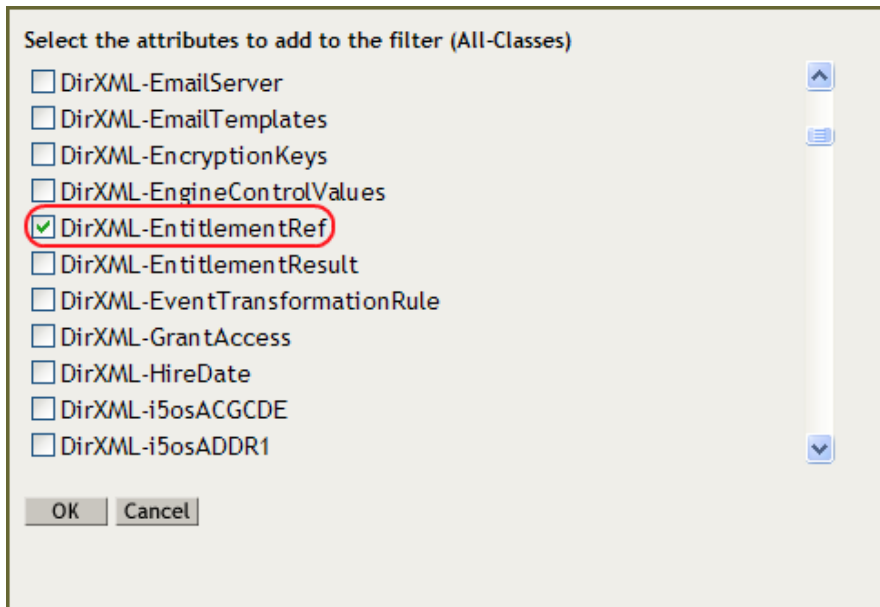 Select the attributes to add to the filter (All-Classes)
DirXML-EmailServer
DirXML-EmailTemplates
DirXML-EncryptionKeys
DirXML-EngineControlValues
DirXML-EntitlementRef
DirXML-EntitlementResult
DirXML-EventTransformationRule
DirXML-GrantAccess
DirXML-HireDate
DirXML-i5osACGCDE
DirXML-i5osADDR1
OK Cancel